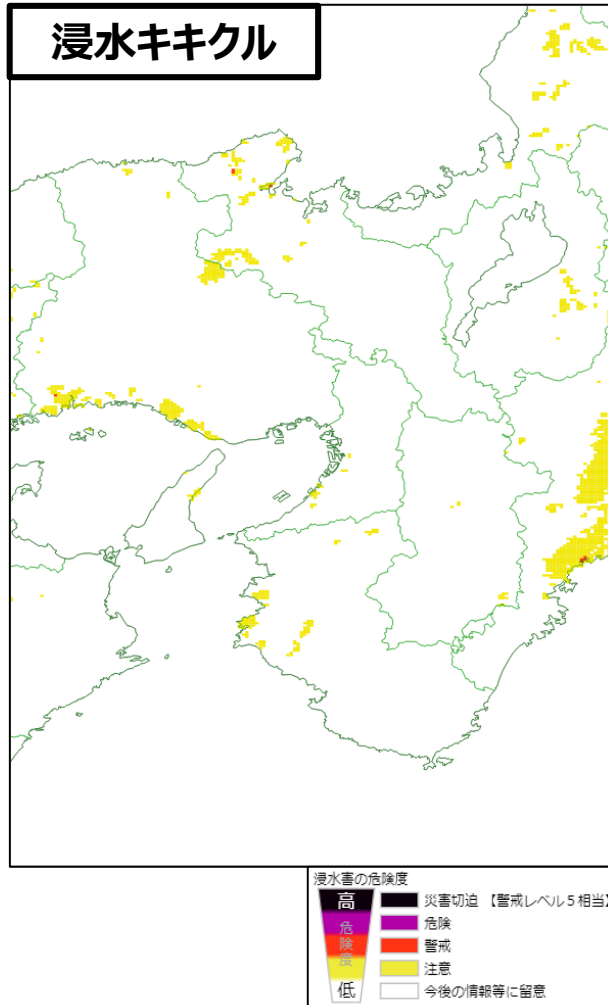 浸水キキクル
浸水害の危険度
高
危険度
低
災害切迫 【警戒レベル5相当】
危険
警戒
注意
今後の情報等に留意